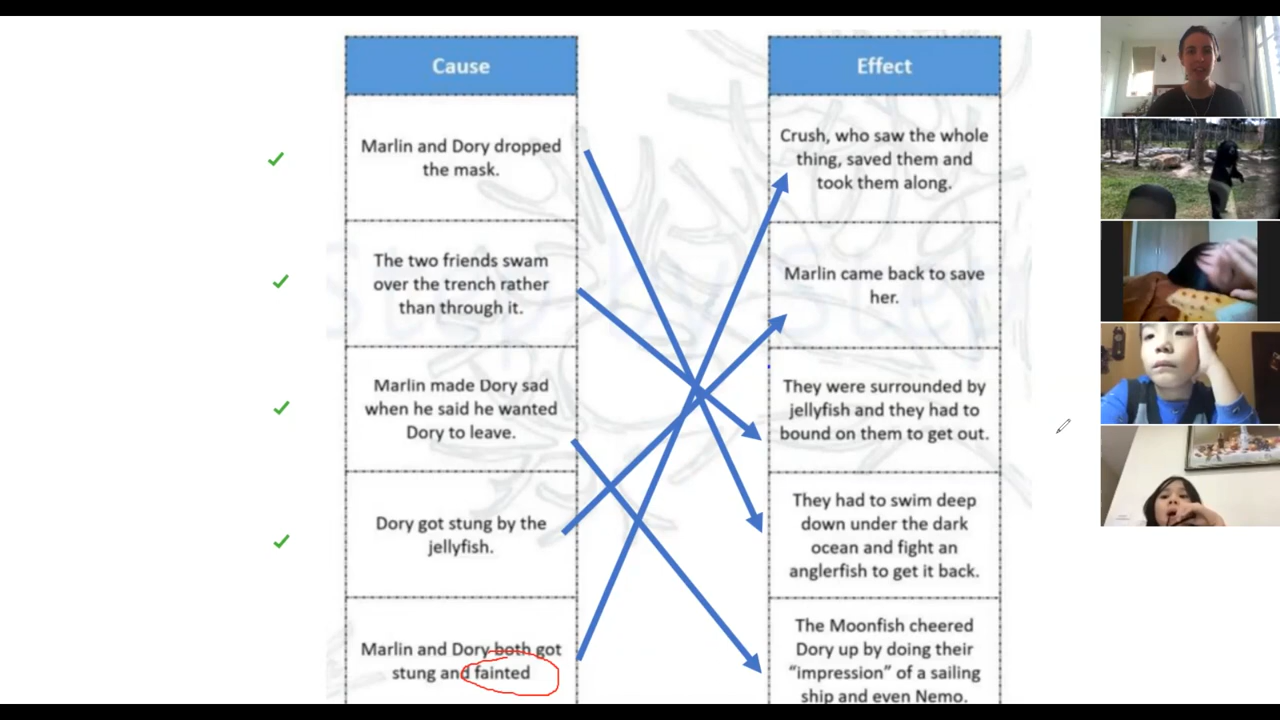 Cause
Marlin and Dory dropped
the mask.
The two friends swam
over the trench rather
than through it.
Marlin made Dory sad
when he said he wanted
Dory to leave.
Dory got stung by the
jellyfish.
Marlin and Dory both got
stung and fainted
Effect
Crush, who saw the whole
thing, saved them and
took them along.
Marlin came back to save
her.
They were surrounded by
jellyfish and they had to
bound on them to get out.
They had to swim deep
down under the dark
ocean and fight an
anglerfish to get it back.
The Moonfish cheered
Dory up by doing their
“impression” of a sailing
ship and even Nemo.